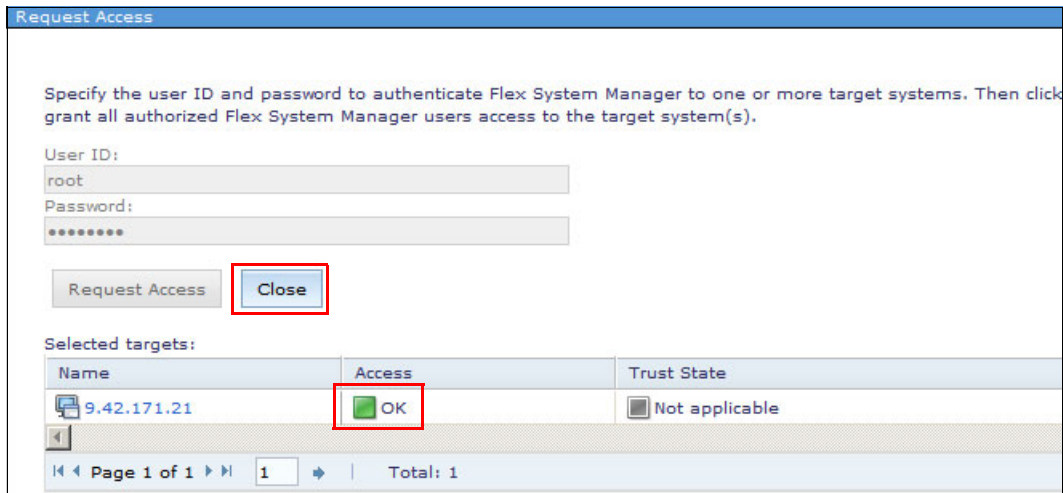 Request Access
Specify the user ID and password to authenticate Flex System Manager to one or more target systems. Then click
grant all authorized Flex System Manager users access to the target system(s).
User ID:
root
Password:
••••••••
Request Access Close
Selected targets:
Name Access Trust State
9.42.171.21 OK Not applicable
Page 1 of 1 1 | Total: 1